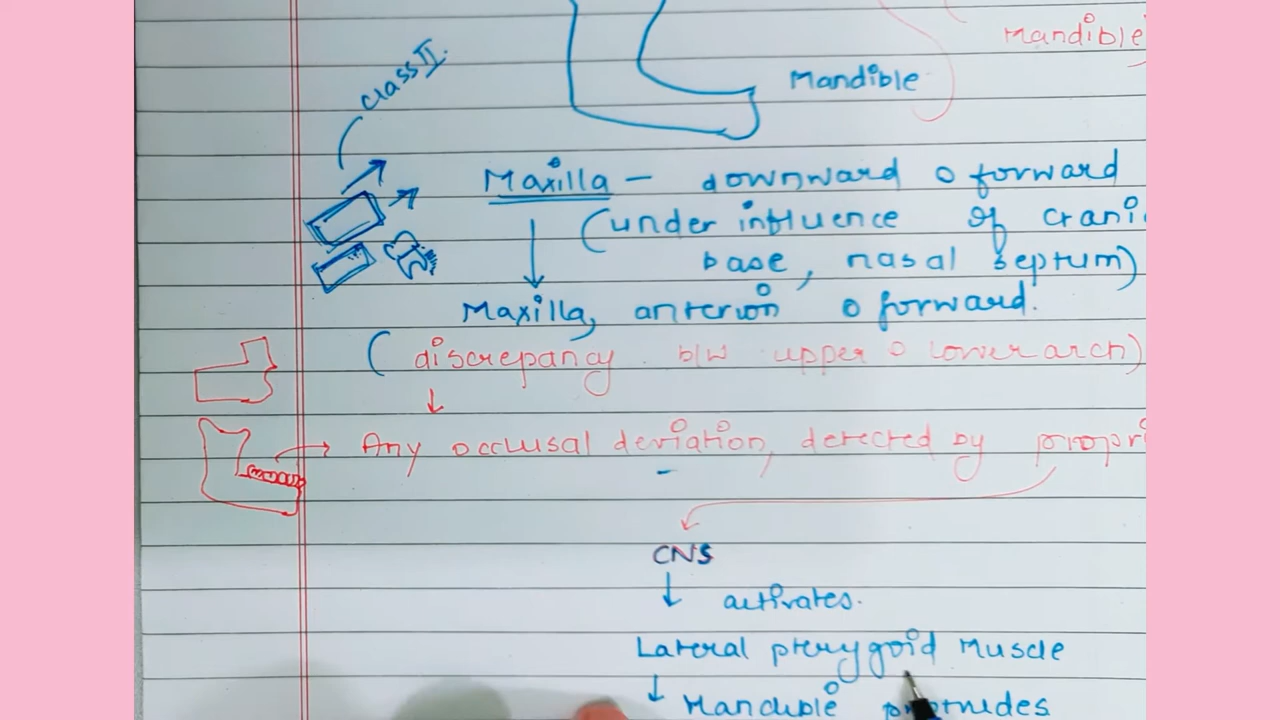 Mandible
class II.
Mandible
Maxilla — downward & forward
(under influence of crani
base, nasal septum)
Maxilla, anterior & forward.
(discrepancy b/w upper & lower arch)
Any occlusal deviation, detected by propri
CNS
activates.
Lateral pterygoid Muscle
Mandible protrudes